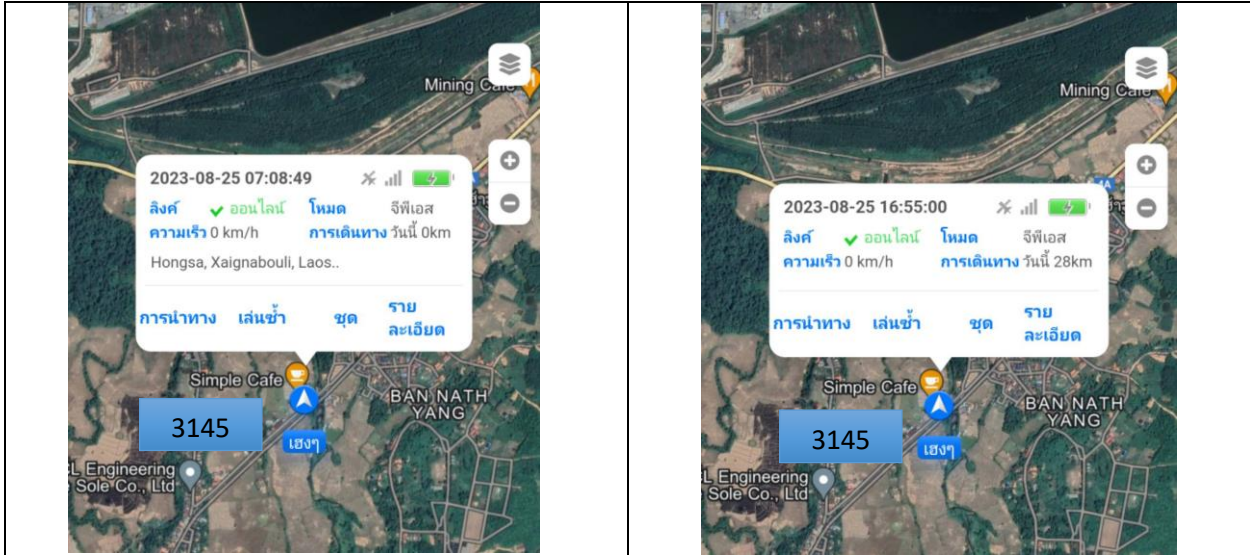 Mining Cafe
2023-08-25 07:08:49
ลิงค์ ออนไลน์ โหมด จีพีเอส
ความเร็ว 0 km/h การเดินทาง วันนี้ 0km
Hongsa, Xaignabouli, Laos..
การนำทาง เล่นซ้ำ ชุด ราย
ละเอียด
Simple Cafe
BAN NATH
YANG
3145
เฮงๆ
L Engineering
Sole Co., Ltd
Mining Cafe
4A
2023-08-25 16:55:00
ลิงค์ ออนไลน์ โหมด จีพีเอส
ความเร็ว 0 km/h การเดินทาง วันนี้ 28km
การนำทาง เล่นซ้ำ ชุด ราย
ละเอียด
Simple Cafe
BAN NATH
YANG
3145
เฮงๆ
L Engineering
Sole Co., Ltd